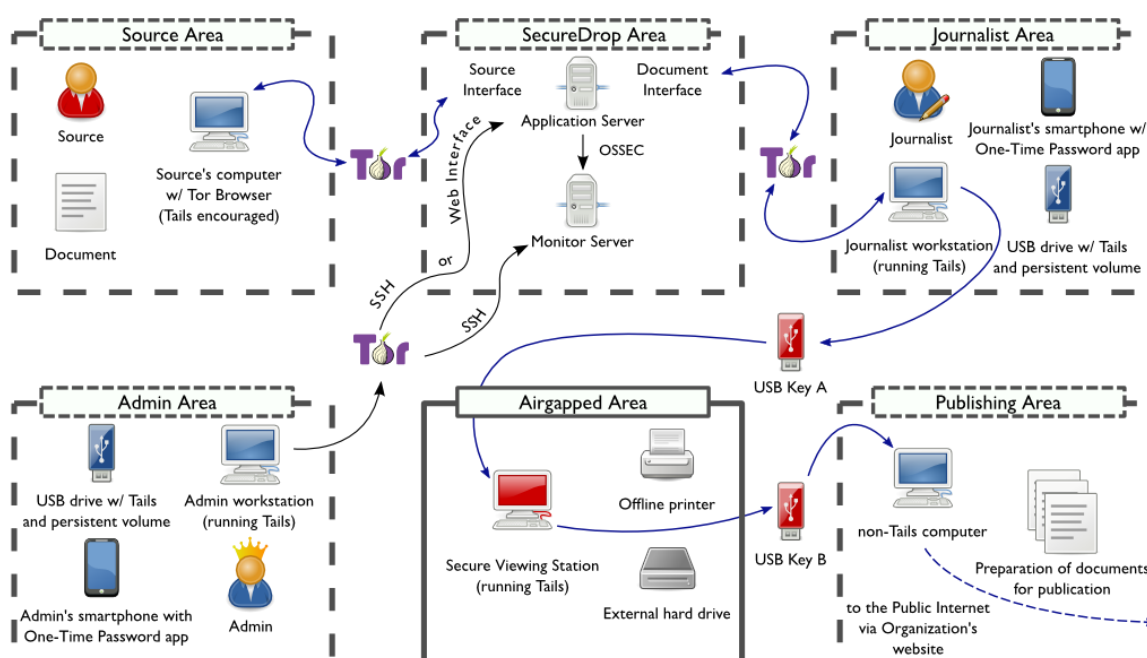 Source Area
Source
Document
Source's computer
w/ Tor Browser
(Tails encouraged)
Tor
SecureDrop Area
Source
Interface
Document
Interface
Application Server
OSSEC
Monitor Server
Web Interface
or
SSH
SSH
Tor
Tor
Journalist Area
Journalist
Journalist's smartphone w/
One-Time Password app
Journalist workstation
(running Tails)
USB drive w/ Tails
and persistent volume
USB Key A
Admin Area
USB drive w/ Tails
and persistent volume
Admin workstation
(running Tails)
Admin's smartphone with
One-Time Password app
Admin
Airgapped Area
Offline printer
Secure Viewing Station
(running Tails)
External hard drive
USB Key B
Publishing Area
non-Tails computer
Preparation of documents
for publication
to the Public Internet
via Organization's
website